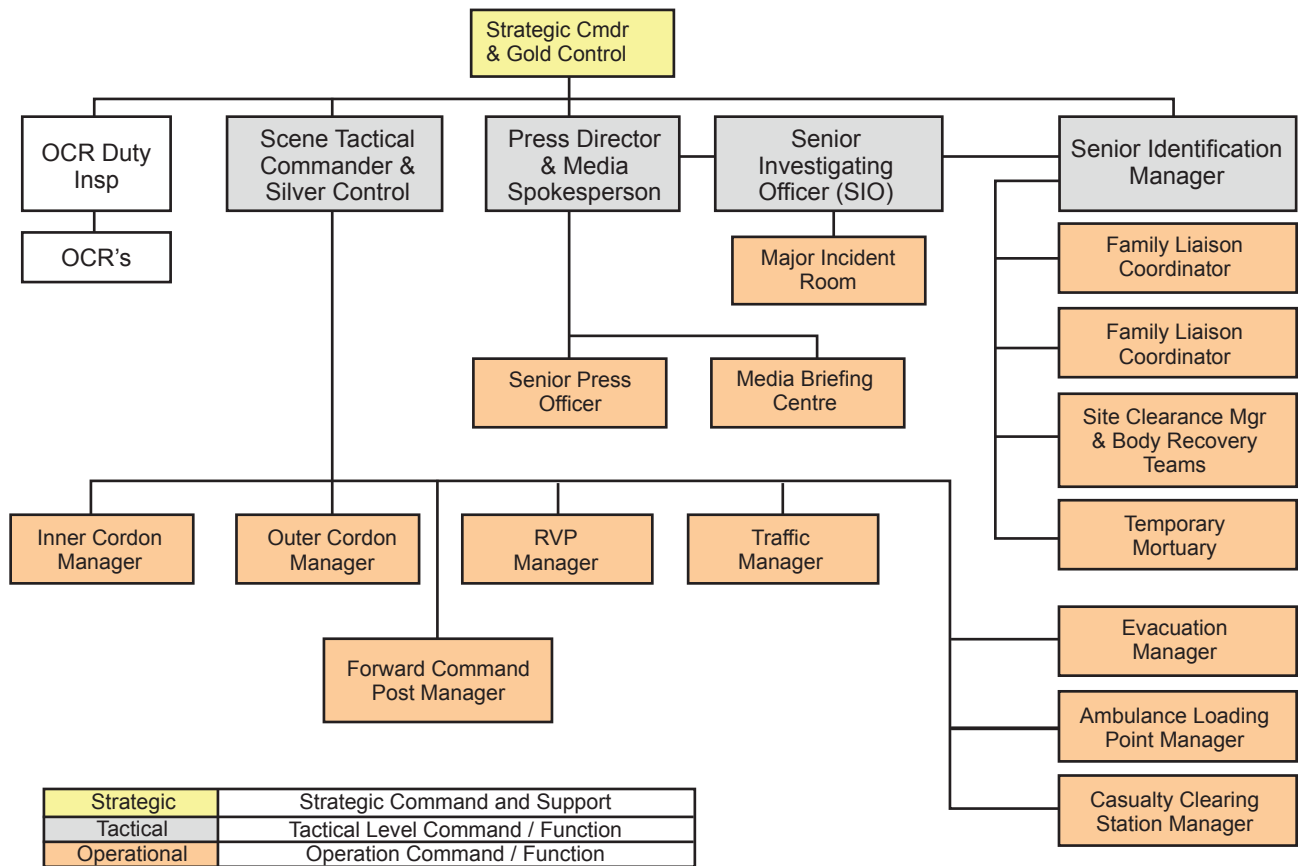 Strategic Cmdr
& Gold Control
OCR Duty
Insp
Scene Tactical
Commander &
Silver Control
Press Director
& Media
Spokesperson
Senior
Investigating
Officer (SIO)
Senior Identification
Manager
OCR's
Major Incident
Room
Family Liaison
Coordinator
Family Liaison
Coordinator
Senior Press
Officer
Media Briefing
Centre
Site Clearance Mgr
& Body Recovery
Teams
Inner Cordon
Manager
Outer Cordon
Manager
RVP
Manager
Traffic
Manager
Temporary
Mortuary
Forward Command
Post Manager
Evacuation
Manager
Ambulance Loading
Point Manager
Casualty Clearing
Station Manager
Strategic Strategic Command and Support
Tactical Tactical Level Command / Function
Operational Operation Command / Function